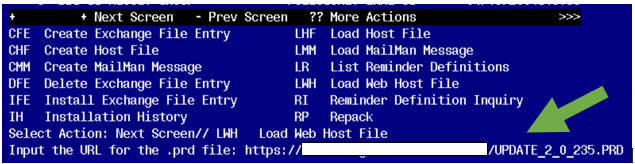 + + Next Screen - Prev Screen ?? More Actions >>>
CFE Create Exchange File Entry LHF Load Host File
CHF Create Host File LMM Load MailMan Message
CMM Create MailMan Message LR List Reminder Definitions
DFE Delete Exchange File Entry LWH Load Web Host File
IFE Install Exchange File Entry RI Reminder Definition Inquiry
IH Installation History RP Repack
Select Action: Next Screen// LWH Load Web Host File
Input the URL for the .prd file: https:// /UPDATE_2_0_235.PRD